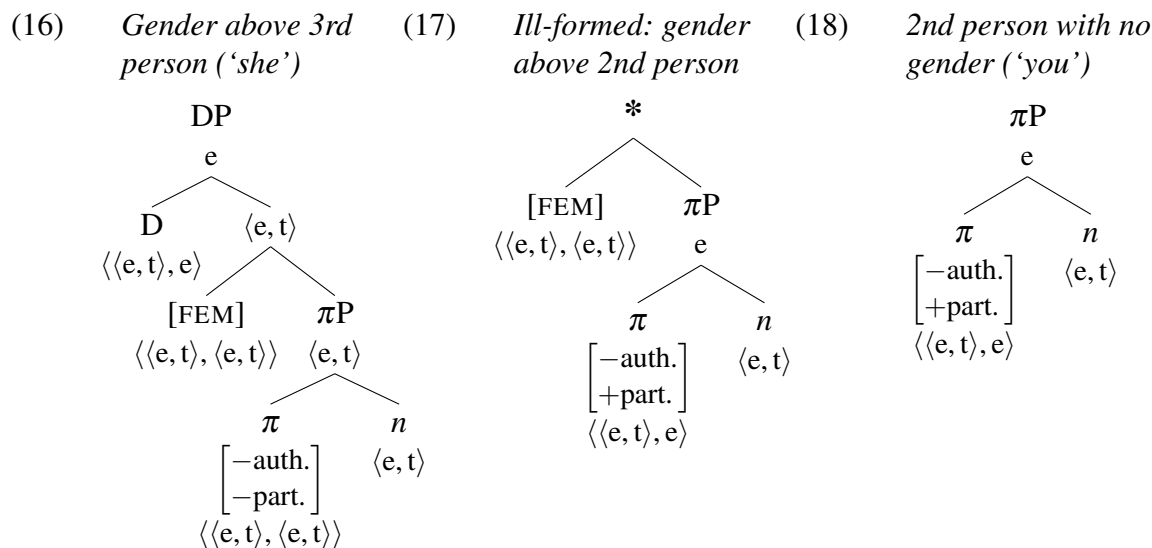 (16) Gender above 3rd
person ('she')
DP
e
D ⟨e, t⟩
⟨⟨e, t⟩, e⟩
[FEM] πP
⟨⟨e, t⟩, ⟨e, t⟩⟩ ⟨e, t⟩
π n
[−auth.
−part.] ⟨e, t⟩
⟨⟨e, t⟩, ⟨e, t⟩⟩
(17) Ill-formed: gender
above 2nd person
*
[FEM] πP
⟨⟨e, t⟩, ⟨e, t⟩⟩ e
π n
[−auth.
+part.] ⟨e, t⟩
⟨⟨e, t⟩, e⟩
(18) 2nd person with no
gender ('you')
πP
e
π n
[−auth.
+part.] ⟨e, t⟩
⟨⟨e, t⟩, e⟩